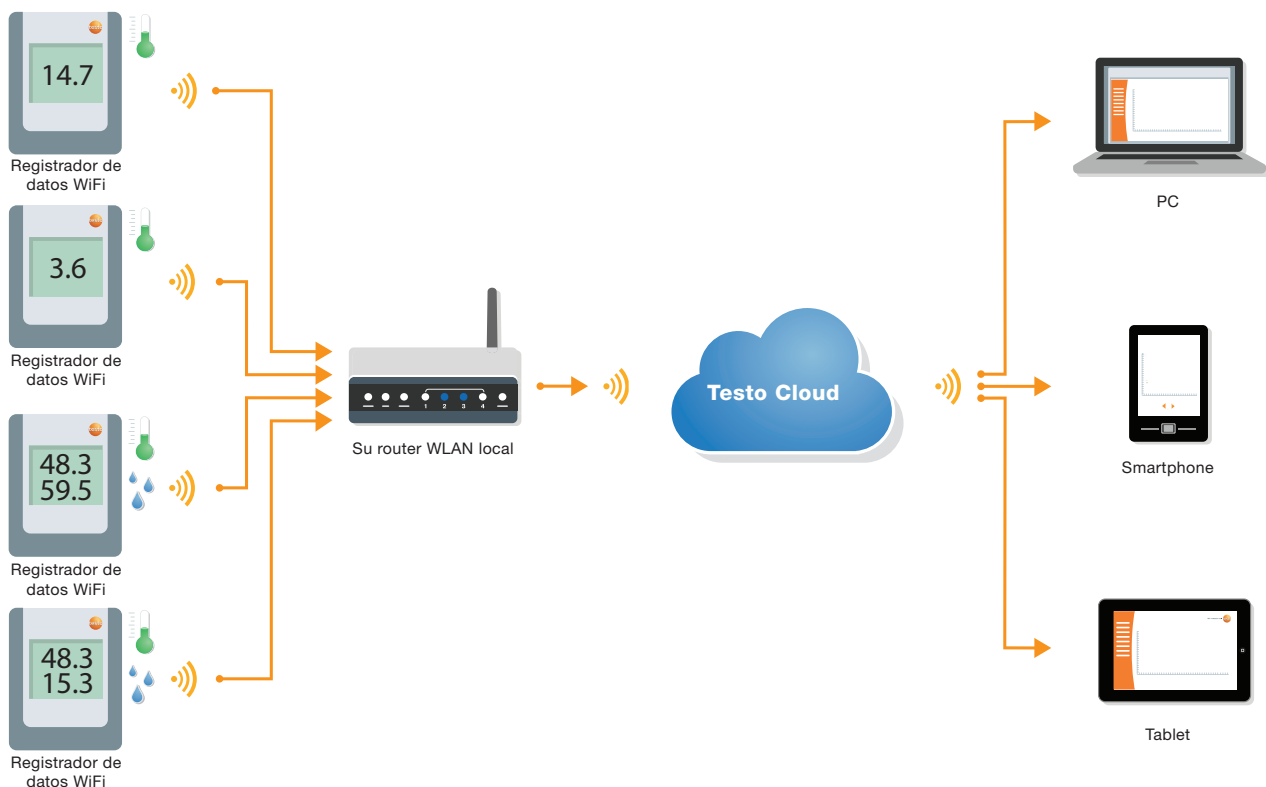 14.7
Registrador de
datos WiFi
3.6
Registrador de
datos WiFi
48.3
59.5
Registrador de
datos WiFi
48.3
15.3
Registrador de
datos WiFi
1 2 3 4
Su router WLAN local
Testo Cloud
PC
Smartphone
Tablet